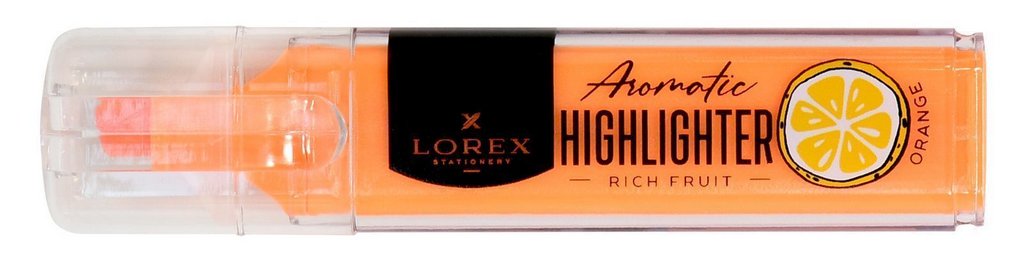 LOREX
STATIONERY
Aromatic
HIGHLIGHTER
RICH FRUIT
ORANGE